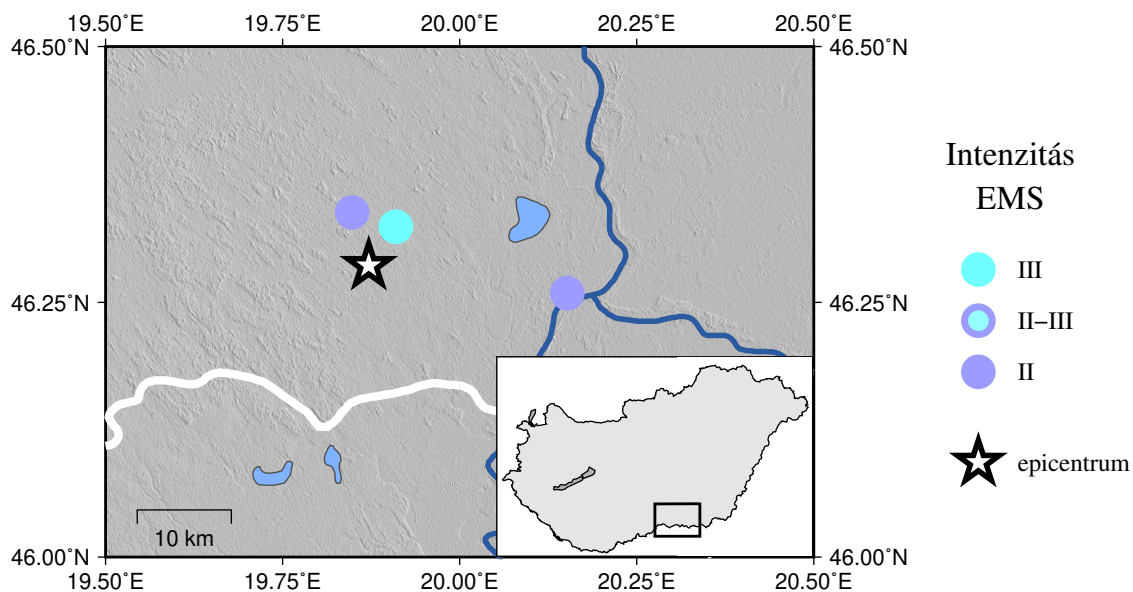 19.50˚E 19.75˚E 20.00˚E 20.25˚E 20.50˚E
46.50˚N 46.50˚N
Intenzitás
EMS
III
46.25˚N 46.25˚N
II−III
II
epicentrum
10 km
46.00˚N 46.00˚N
19.50˚E 19.75˚E 20.00˚E 20.25˚E 20.50˚E